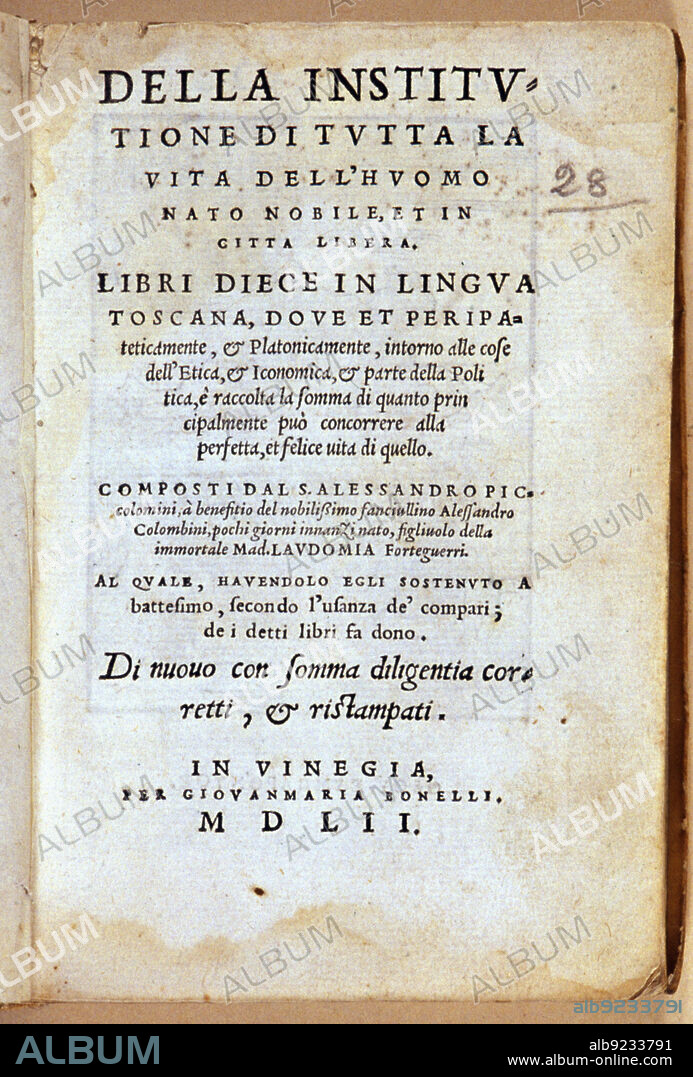 DELLA INSTITV-
TIONE DI TVTTA LA
VITA DELL'HVOMO
NATO NOBILE, ET IN
CITTA LIBERA.
28
LIBRI DIECE IN LINGVA
TOSCANA, DOVE ET PERIPA=
teticamente, & Platonicamente, intorno alle coſe
dell'Etica, & Iconomica, & parte della Poli
tica, è raccolta la ſomma di quanto prin
cipalmente può concorrere alla
perfetta, et felice uita di quello.
COMPOSTI DAL S. ALESSANDRO PIC-
colomini, à benefitio del nobiliſsimo fanciullino Aleſſandro
Colombini, pochi giorni innanzi nato, figliuolo della
immortale Mad. LAVDOMIA Forteguerri.
AL QVALE, HAVENDOLO EGLI SOSTENVTO A
batteſimo, ſecondo l'uſanza de' compari;
de i detti libri fa dono.
Di nuouo con ſomma diligentia cor-
retti, & riſtampati.
IN VINEGIA,
PER GIOVANMARIA BONELLI.
M D L I I.
alb9233791
ALBUM
alb9233791
www.album-online.com